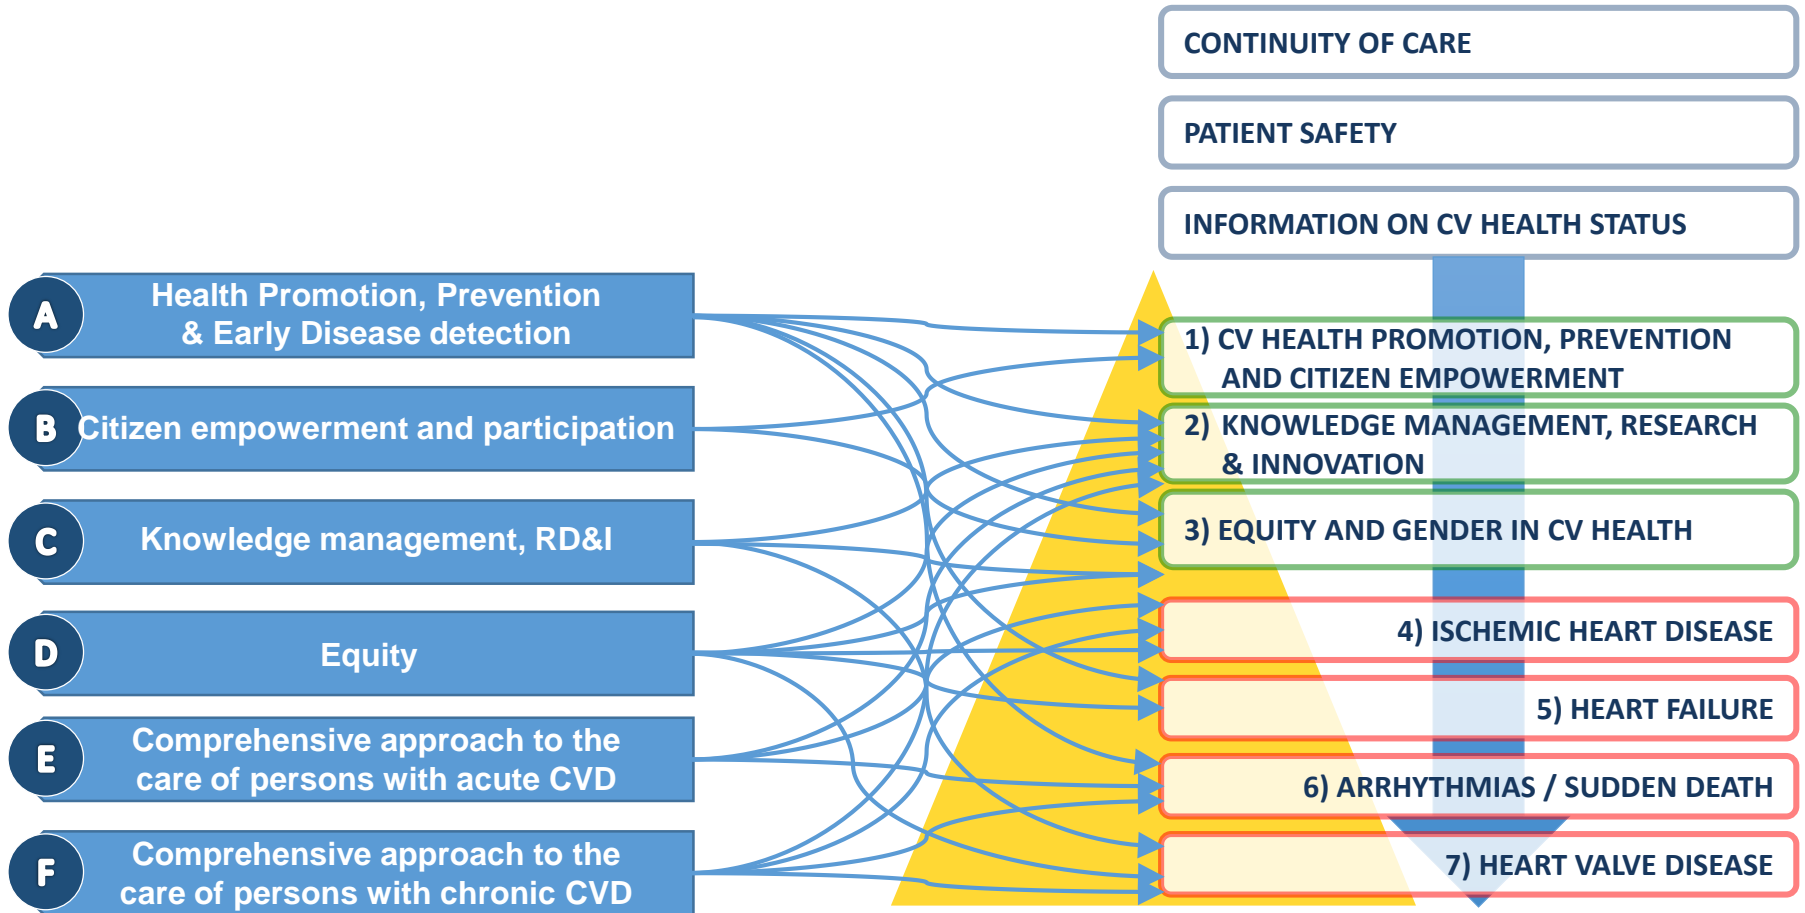 CONTINUITY OF CARE
PATIENT SAFETY
INFORMATION ON CV HEALTH STATUS
A
Health Promotion, Prevention
& Early Disease detection
B
Citizen empowerment and participation
C
Knowledge management, RD&I
D
Equity
E
Comprehensive approach to the
care of persons with acute CVD
F
Comprehensive approach to the
care of persons with chronic CVD
1) CV HEALTH PROMOTION, PREVENTION
AND CITIZEN EMPOWERMENT
2) KNOWLEDGE MANAGEMENT, RESEARCH
& INNOVATION
3) EQUITY AND GENDER IN CV HEALTH
4) ISCHEMIC HEART DISEASE
5) HEART FAILURE
6) ARRHYTHMIAS / SUDDEN DEATH
7) HEART VALVE DISEASE